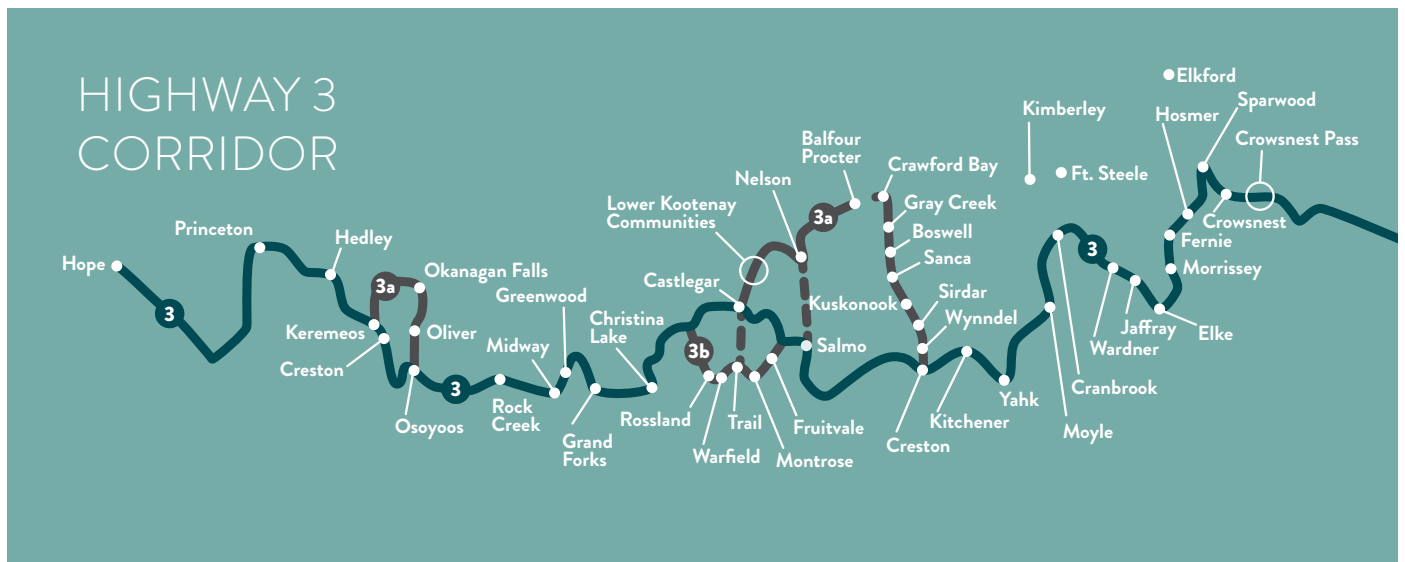 HIGHWAY 3
CORRIDOR
Hope
3
Princeton
Hedley
3a
Okanagan Falls
Keremeos
Creston
Oliver
Osoyoos
3
Greenwood
Midway
Rock
Creek
Grand
Forks
Christina
Lake
Castlegar
Lower Kootenay
Communities
Nelson
Balfour
Procter
3a
3b
Rossland
Warfield
Trail
Montrose
Fruitvale
Salmo
Crawford Bay
Gray Creek
Boswell
Sanca
Kuskonook
Sirdar
Wynndel
Creston
Kitchener
Yahk
Moyle
Cranbrook
Kimberley
Ft. Steele
3
Wardner
Jaffray
Elke
Morrissey
Fernie
Hosmer
Elkford
Sparwood
Crowsnest Pass
Crowsnest